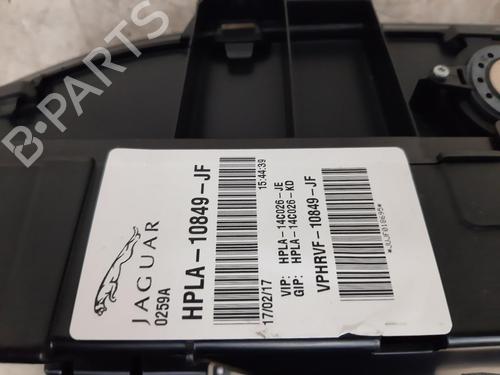 B-PARTS
JAGUAR
0259A
HPLA-10849-JF
17/02/17
15:44:39
VIP: HPLA-14C026-JE
GIP: HPLA-14C026-KD
VPHRVF-10849-JF